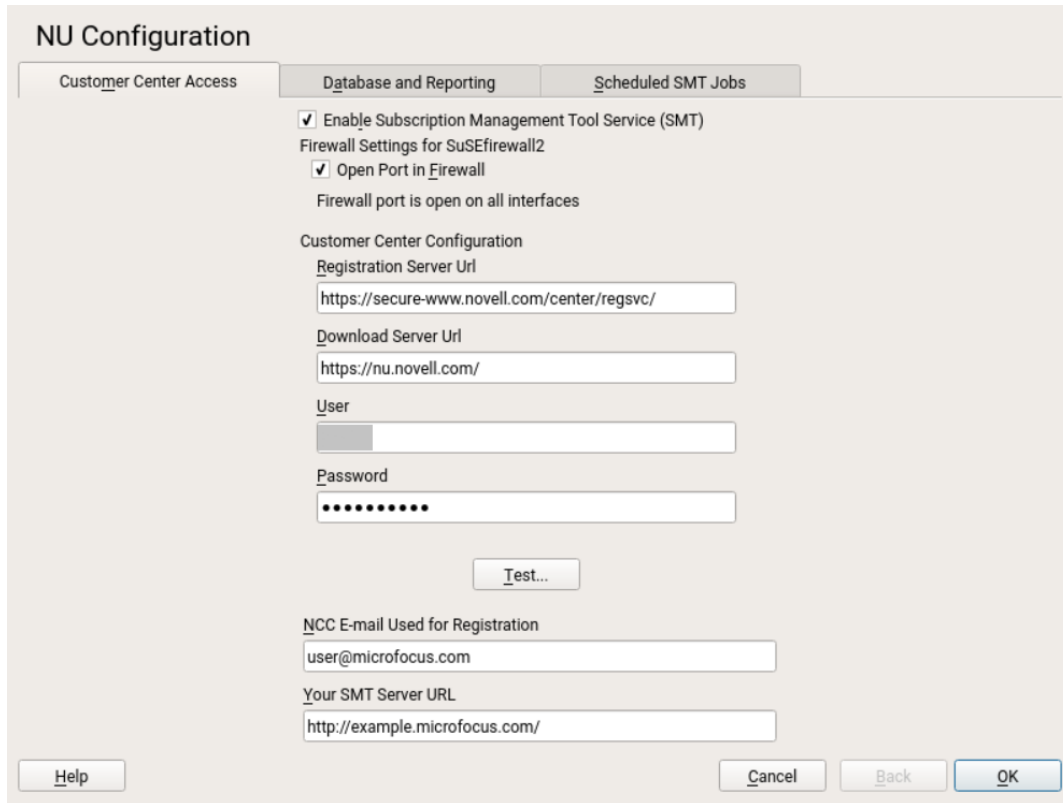 NU Configuration
Customer Center Access
Database and Reporting
Scheduled SMT Jobs
Enable Subscription Management Tool Service (SMT)
Firewall Settings for SuSEfirewall2
Open Port in Firewall
Firewall port is open on all interfaces
Customer Center Configuration
Registration Server Url
https://secure-www.novell.com/center/regsvc/
Download Server Url
https://nu.novell.com/
User
Password
••••••••••
Test...
NCC E-mail Used for Registration
user@microfocus.com
Your SMT Server URL
http://example.microfocus.com/
Help
Cancel
Back
OK